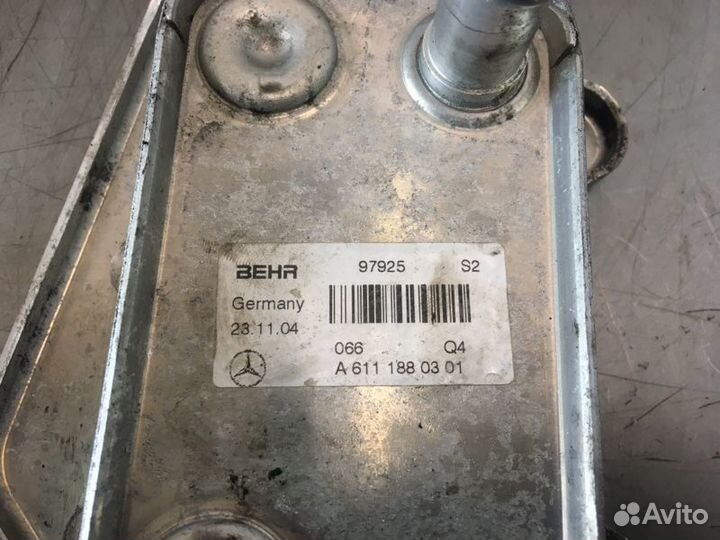 BEHR 97925 S2
Germany
23.11.04
066 Q4
A 611 188 03 01
Avito